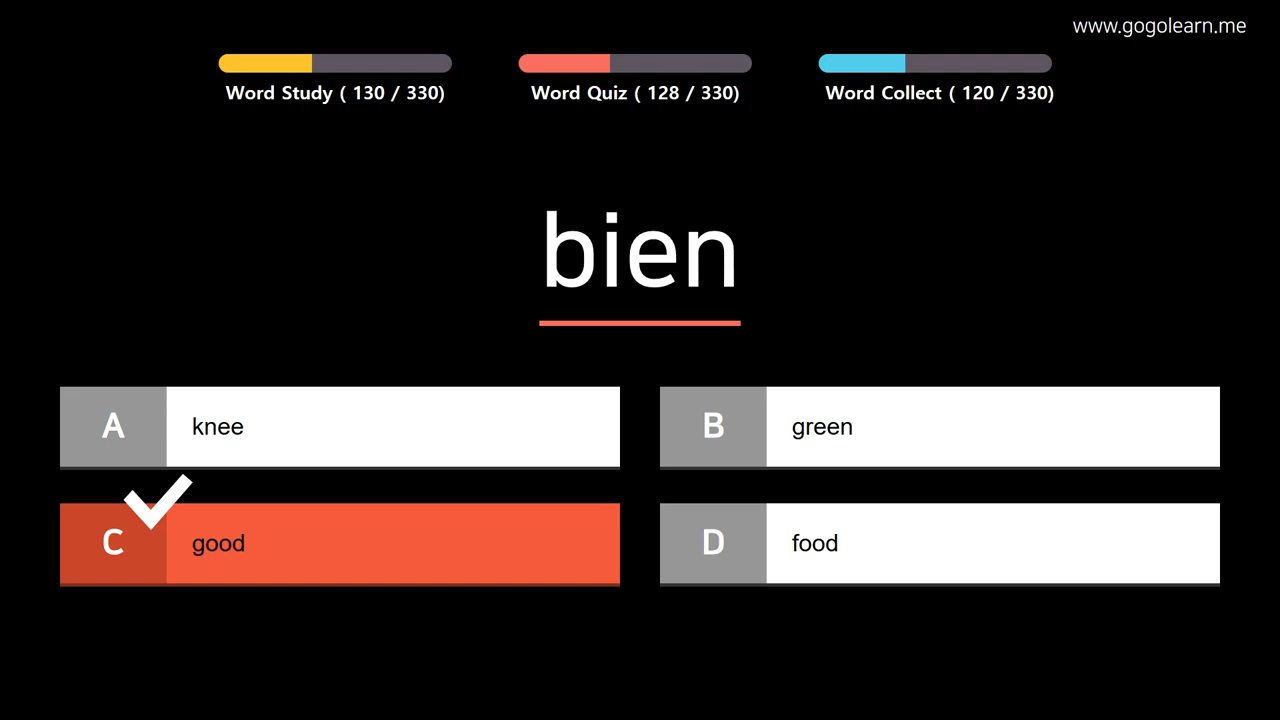 www.gogolearn.me
Word Study ( 130 / 330)
Word Quiz ( 128 / 330)
Word Collect ( 120 / 330)
bien
A knee
B green
C good
D food